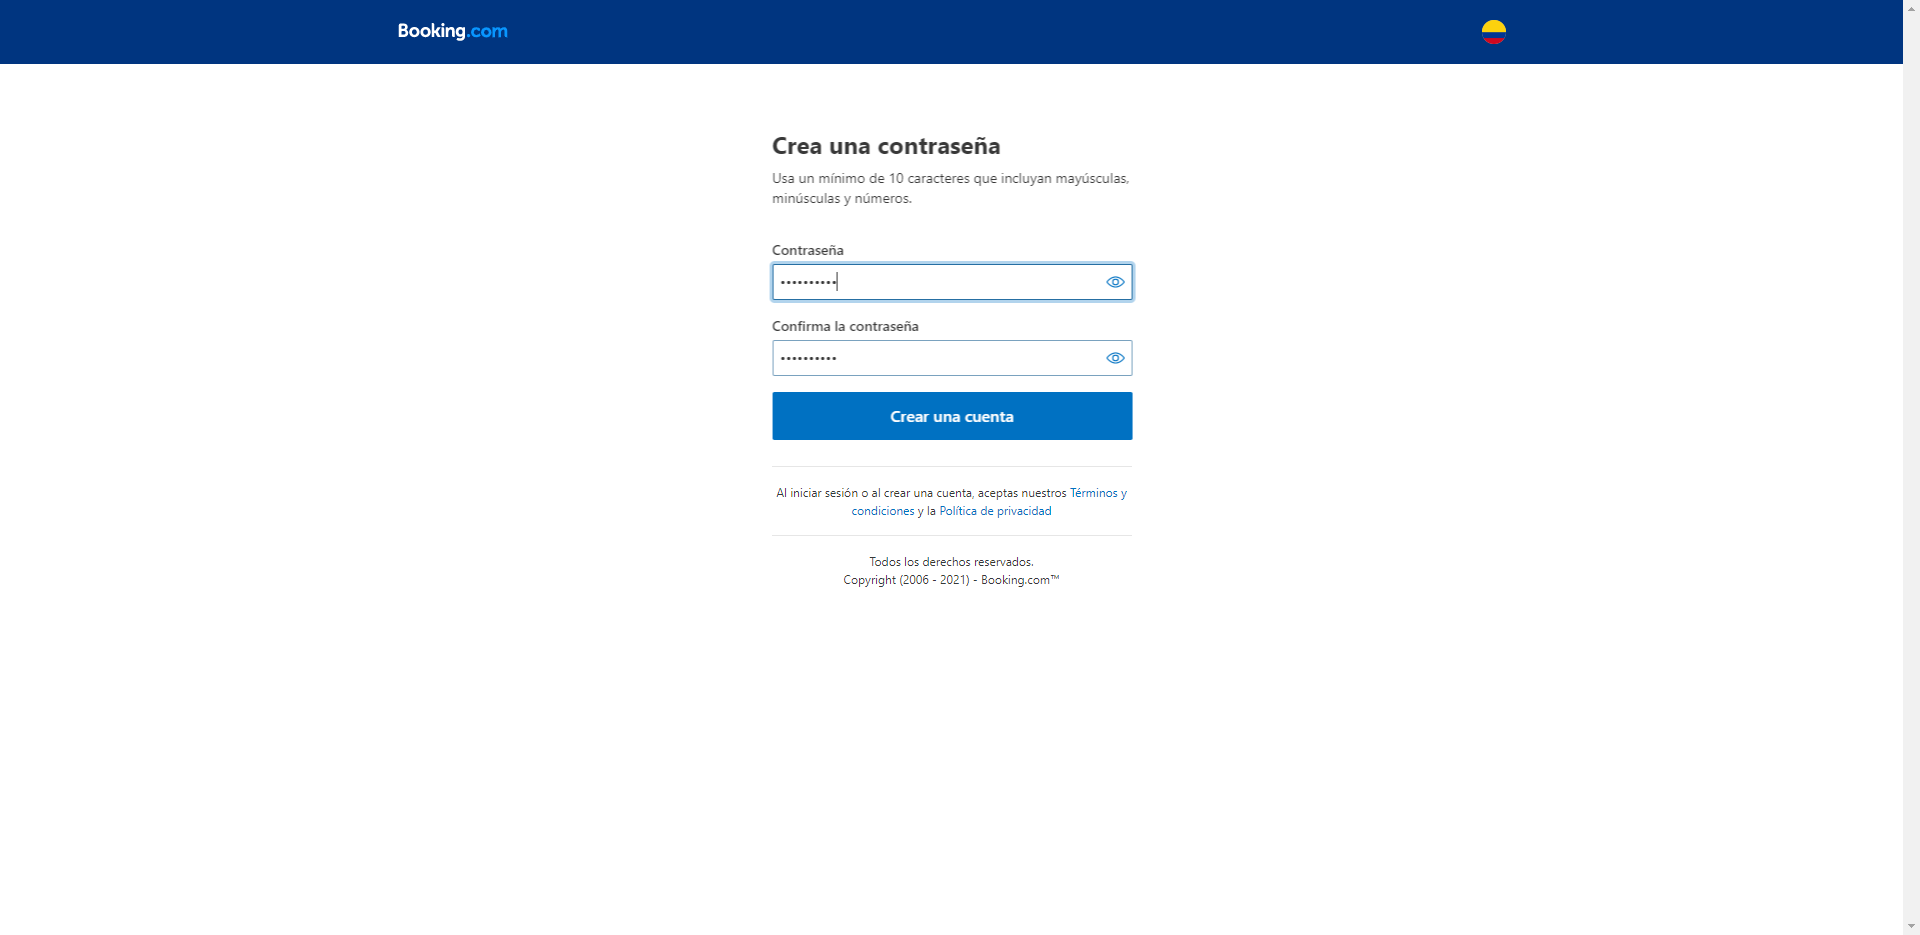 Booking.com
Crea una contraseña
Usa un mínimo de 10 caracteres que incluyan mayúsculas,
minúsculas y números.
Contraseña
••••••••••
Confirma la contraseña
••••••••••
Crear una cuenta
Al iniciar sesión o al crear una cuenta, aceptas nuestros Términos y
condiciones y la Política de privacidad
Todos los derechos reservados.
Copyright (2006 - 2021) - Booking.com™